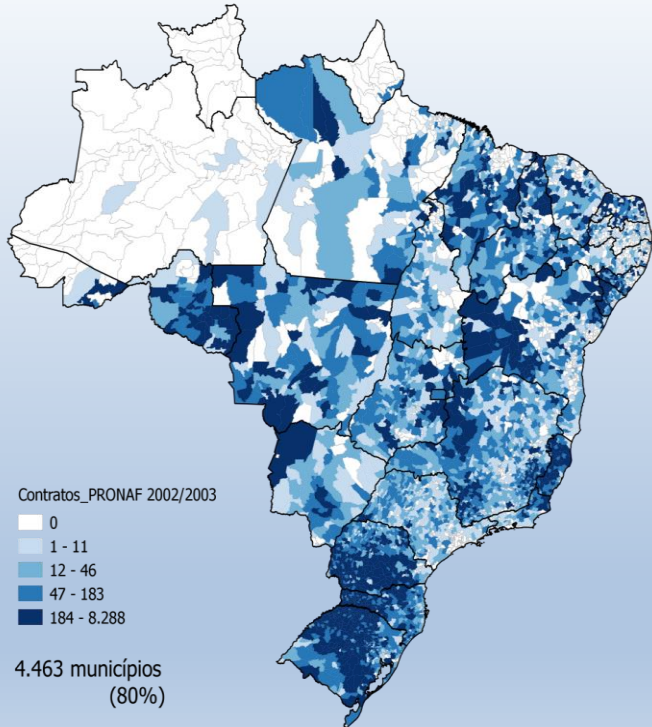 Contratos_PRONAF 2002/2003
0
1 - 11
12 - 46
47 - 183
184 - 8.288
4.463 municípios
(80%)